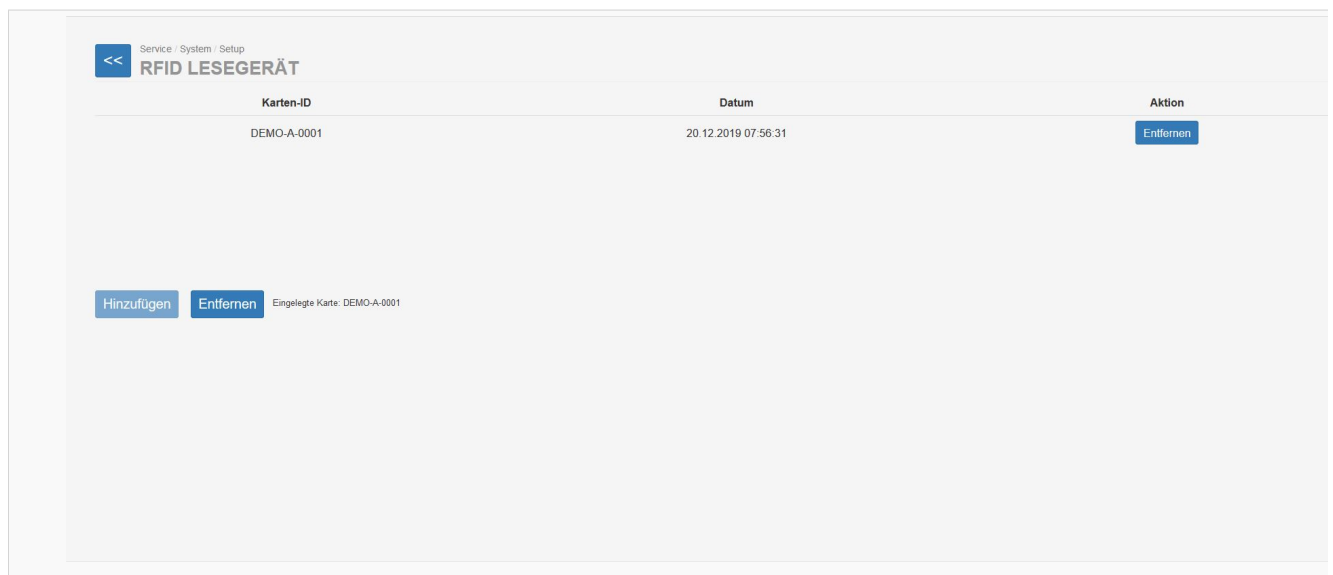 <<
Service / System / Setup
RFID LESEGERÄT
Karten-ID Datum Aktion
DEMO-A-0001 20.12.2019 07:56:31 Entfernen
Hinzufügen Entfernen Eingelegte Karte: DEMO-A-0001